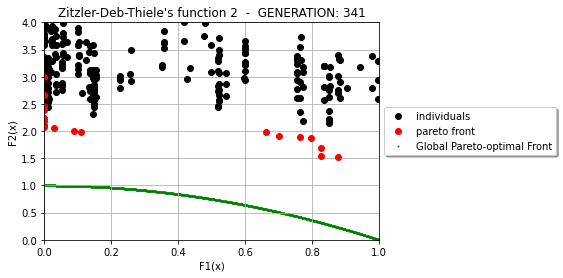 Zitzler-Deb-Thiele's function 2 - GENERATION: 341
4.0
3.5
3.0
2.5
2.0
1.5
1.0
0.5
0.0
F2(x)
0.0 0.2 0.4 0.6 0.8 1.0
F1(x)
individuals
pareto front
Global Pareto-optimal Front